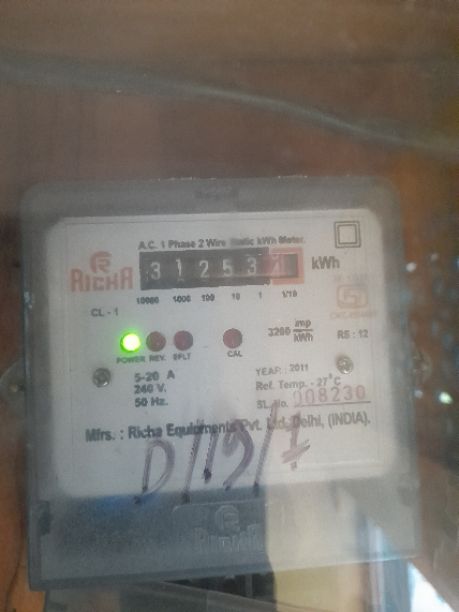 A.C. 1 Phase 2 Wire Static kWh Meter.
RICHA
3 1 2 5 3
kWh
10000 1000 100 10 1 1/10
CL - 1
3200 imp/kWh
RS : 12
POWER REV. EFLT CAL
5-20 A
240 V.
50 Hz.
YEAR : 2011
Ref. Temp. - 27°C
SL. No. 008230
Mfrs. : Richa Equipments Pvt. Ltd. Delhi, (INDIA).
D/19/1